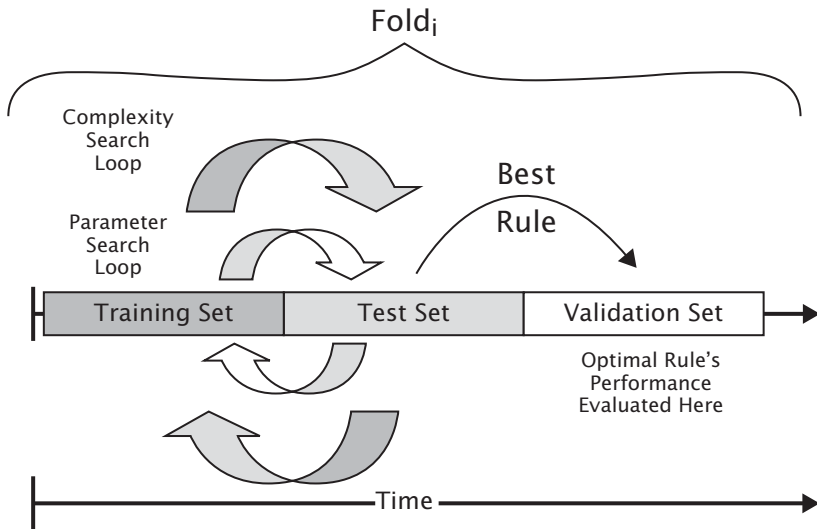 Foldi
Complexity
Search
Loop
Best
Rule
Parameter
Search
Loop
Training Set
Test Set
Validation Set
Optimal Rule's
Performance
Evaluated Here
Time